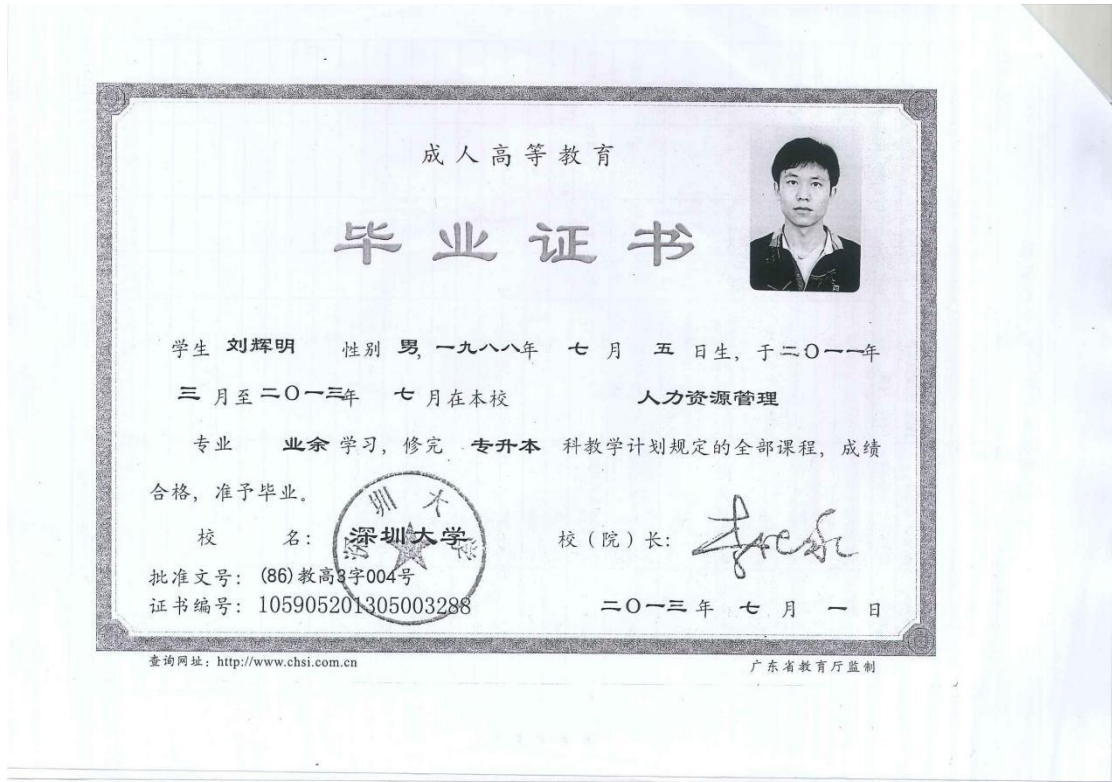 成人高等教育
毕业证书
学生 刘辉明 性别 男, 一九八八年 七 月 五 日生, 于二〇一一年
三 月至二〇一三年 七 月在本校 人力资源管理
专业 业余 学习, 修完 专升本 科教学计划规定的全部课程, 成绩
合格, 准予毕业。
校 名: 深圳大学 校（院）长:
深圳大学
批准文号: (86)教高3字004号
证书编号: 105905201305003288 二〇一三年 七 月 一 日
查询网址: http://www.chsi.com.cn 广东省教育厅监制